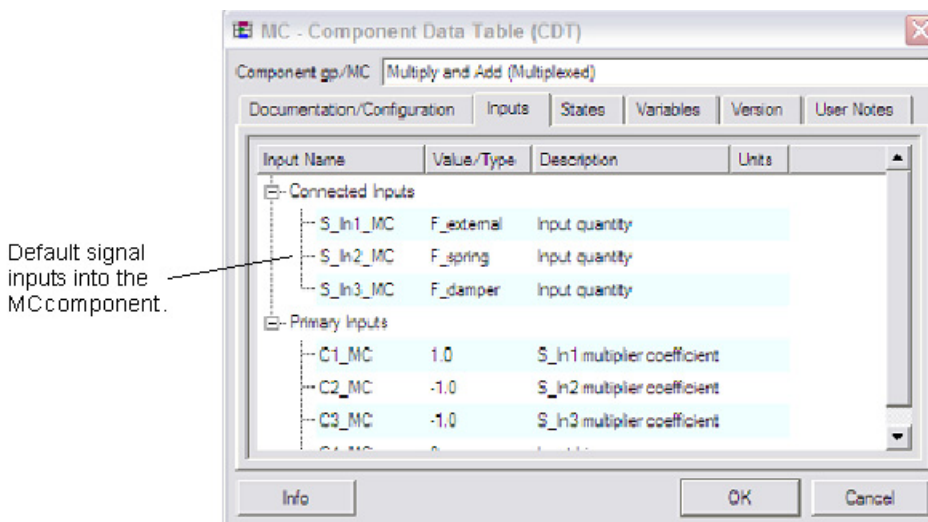 MC - Component Data Table (CDT)
Component gp/MC Multiply and Add (Multiplexed)
Documentation/Configuration Inputs States Variables Version User Notes
Input Name Value/Type Description Units
Connected Inputs
S_In1_MC F_external Input quantity
S_In2_MC F_spring Input quantity
S_In3_MC F_damper Input quantity
Primary Inputs
C1_MC 1.0 S_In1 multiplier coefficient
C2_MC -1.0 S_In2 multiplier coefficient
C3_MC -1.0 S_In3 multiplier coefficient
Info OK Cancel
Default signal
inputs into the
MCcomponent.